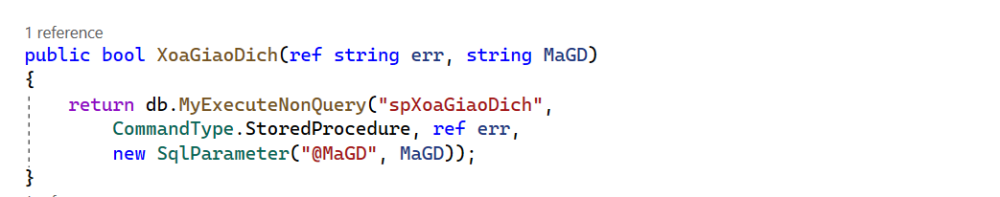 1 reference
public bool XoaGiaoDich(ref string err, string MaGD)
{
return db.MyExecuteNonQuery("spXoaGiaoDich",
CommandType.StoredProcedure, ref err,
new SqlParameter("@MaGD", MaGD));
}